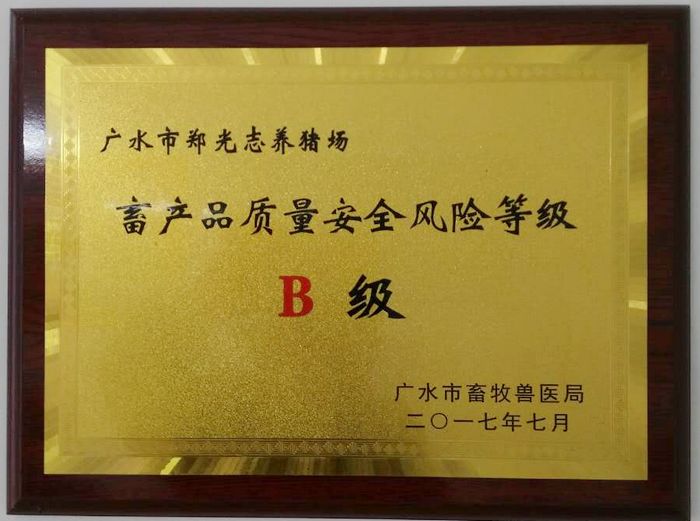 广水市郑光志养猪场
畜产品质量安全风险等级
B 级
广水市畜牧兽医局
二〇一七年七月